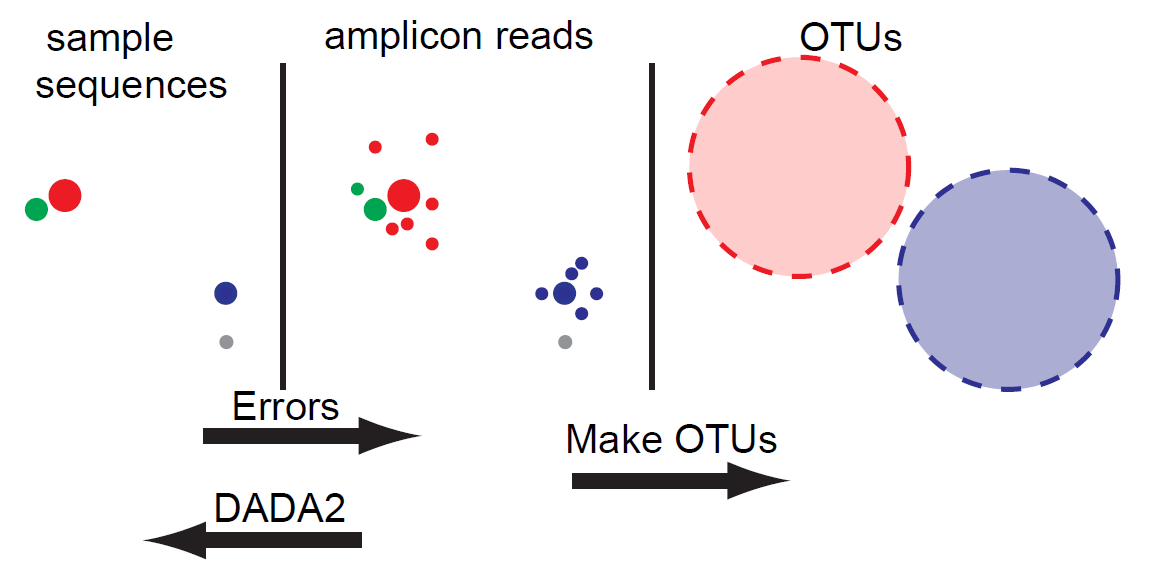 sample
sequences
amplicon reads
OTUs
Errors
Make OTUs
DADA2